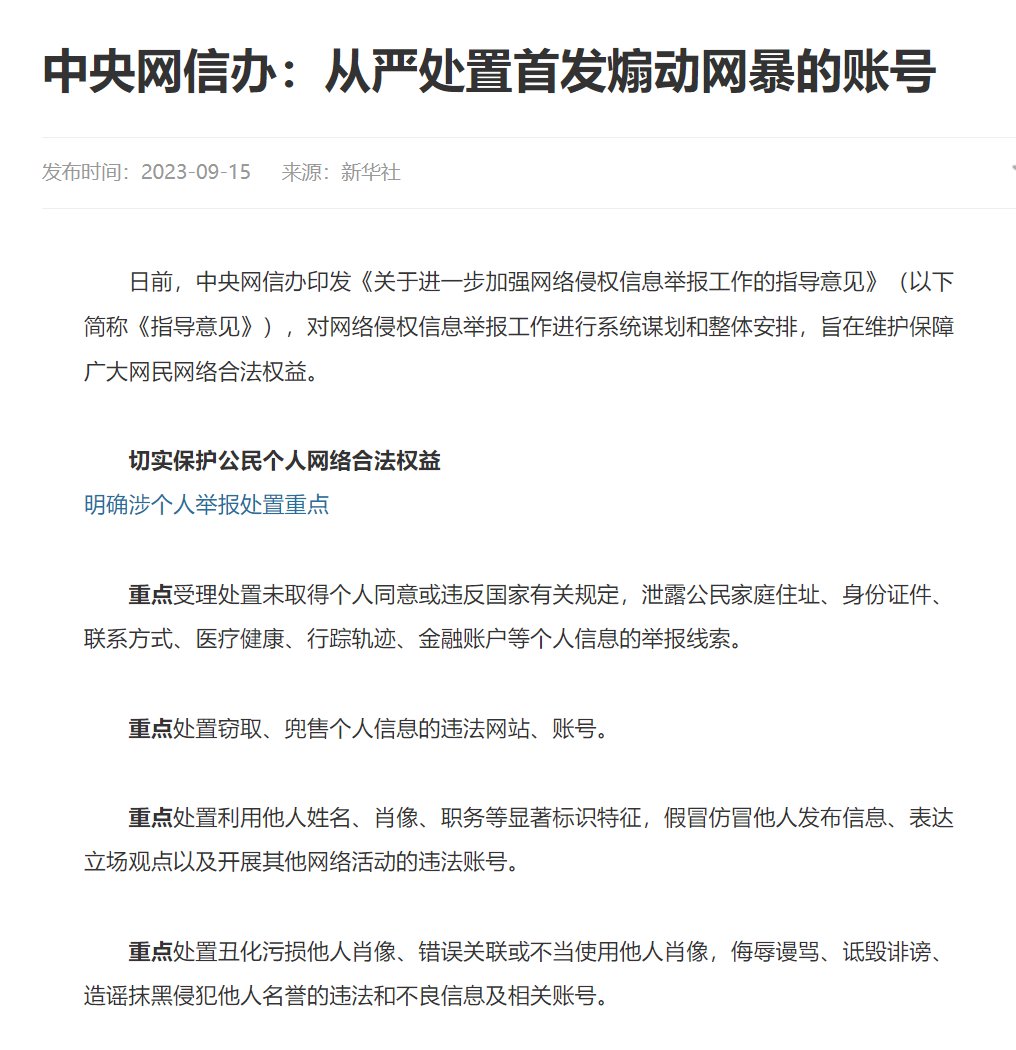 中央网信办：从严处置首发煽动网暴的账号
发布时间：2023-09-15 来源：新华社
日前，中央网信办印发《关于进一步加强网络侵权信息举报工作的指导意见》（以下
简称《指导意见》），对网络侵权信息举报工作进行系统谋划和整体安排，旨在维护保障
广大网民网络合法权益。
切实保护公民个人网络合法权益
明确涉个人举报处置重点
重点受理处置未取得个人同意或违反国家有关规定，泄露公民家庭住址、身份证件、
联系方式、医疗健康、行踪轨迹、金融账户等个人信息的举报线索。
重点处置窃取、兜售个人信息的违法网站、账号。
重点处置利用他人姓名、肖像、职务等显著标识特征，假冒仿冒他人发布信息、表达
立场观点以及开展其他网络活动的违法账号。
重点处置丑化污损他人肖像、错误关联或不当使用他人肖像，侮辱谩骂、诋毁诽谤、
造谣抹黑侵犯他人名誉的违法和不良信息及相关账号。